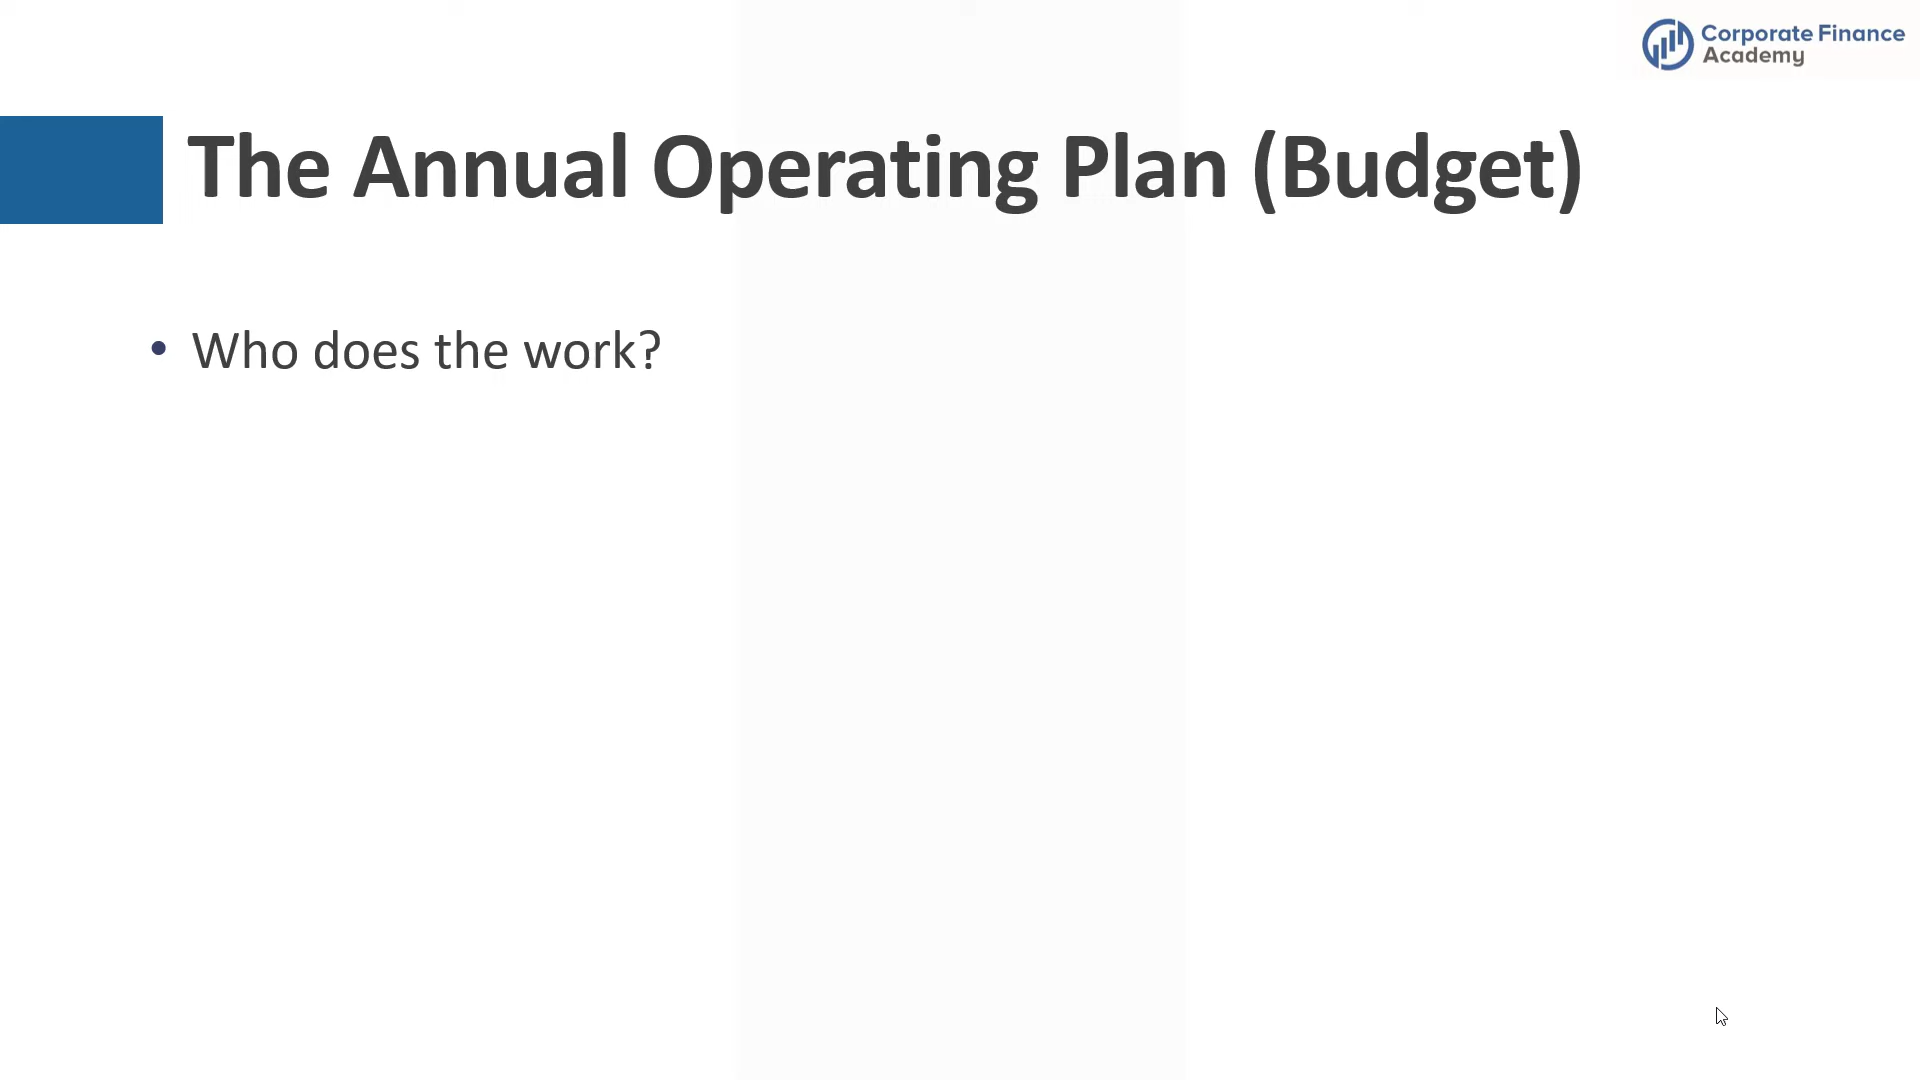 Corporate Finance
Academy
The Annual Operating Plan (Budget)
• Who does the work?